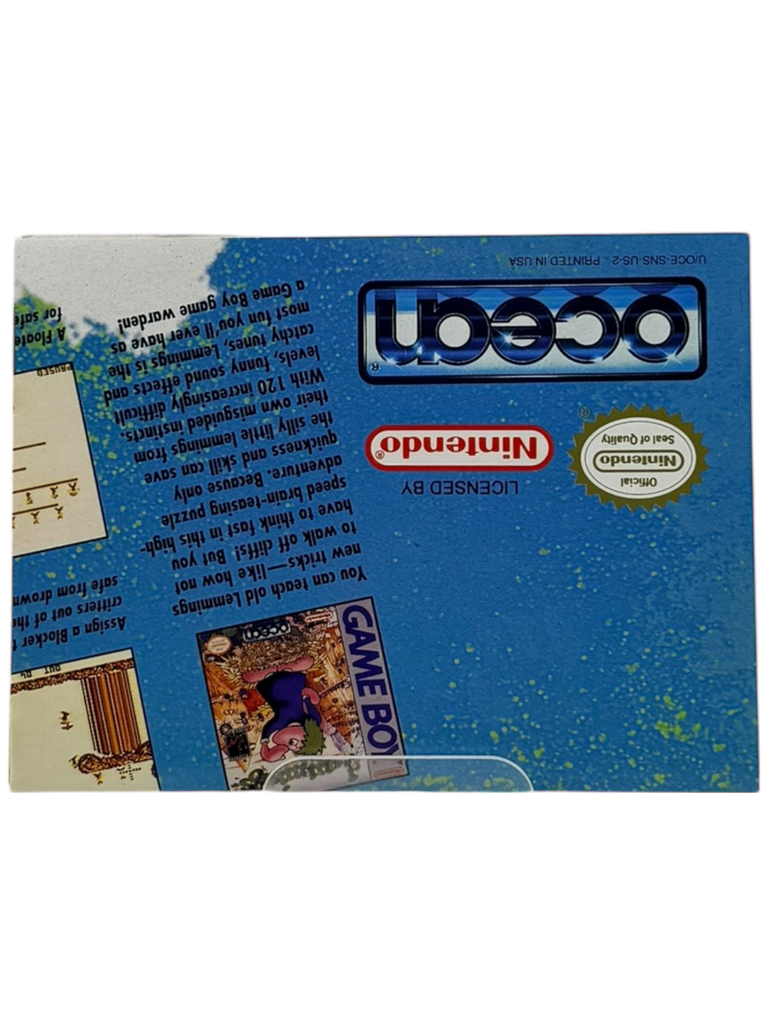 GAME BOY
ocean
You can teach old Lemmings
new tricks—like how not
to walk off cliffs! But you
have to think fast in this high-
speed brain-teasing puzzle
adventure. Because only
quickness and skill can save
the silly little lemmings from
their own misguided instincts.
With 120 increasingly difficult
levels, funny sound effects and
catchy tunes, Lemmings is the
most fun you'll ever have as
a Game Boy game warden!
OUT
Assign a Blocker t
critters out of the
safe from drown
PAUSED
A Floate
for safe
Official
Nintendo
Seal of Quality
®
LICENSED BY
Nintendo®
ocean®
U/OCE-SNS-US-2 PRINTED IN USA